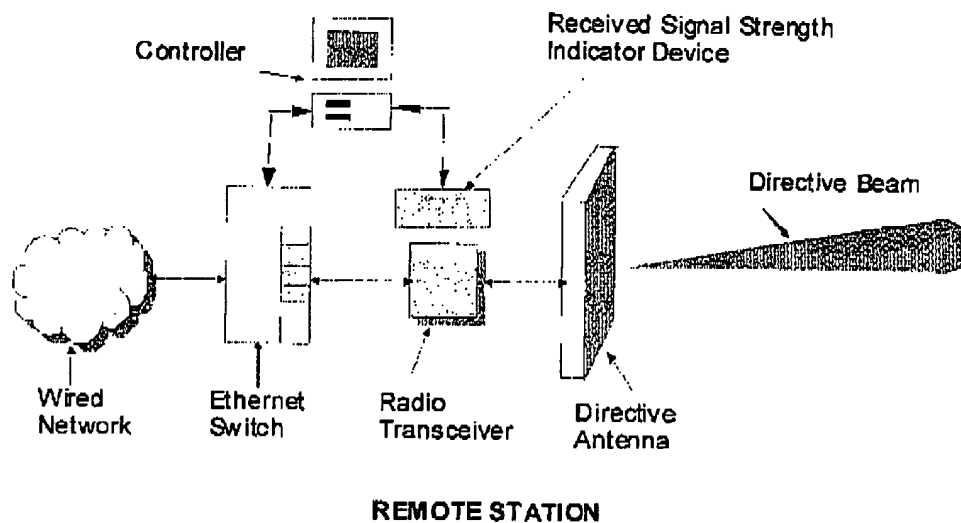 Controller
Received Signal Strength
Indicator Device
Directive Beam
Wired
Network
Ethernet
Switch
Radio
Transceiver
Directive
Antenna
REMOTE STATION